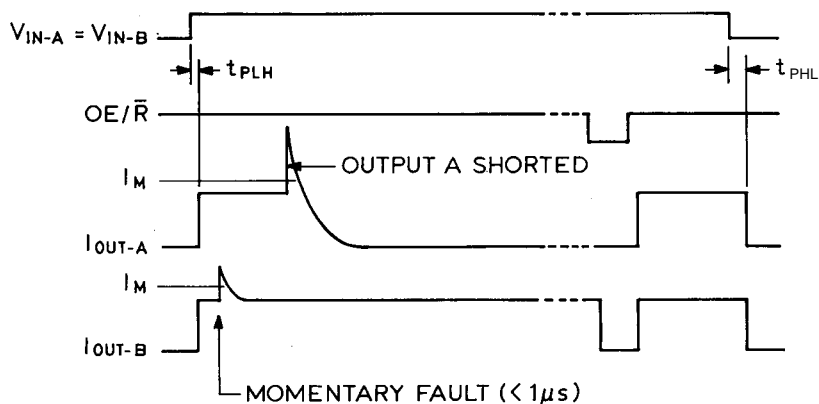 VIN-A = VIN-B
tPLH
tPHL
OE/R̅
OUTPUT A SHORTED
IM
IOUT-A
IM
IOUT-B
MOMENTARY FAULT (< 1µs)